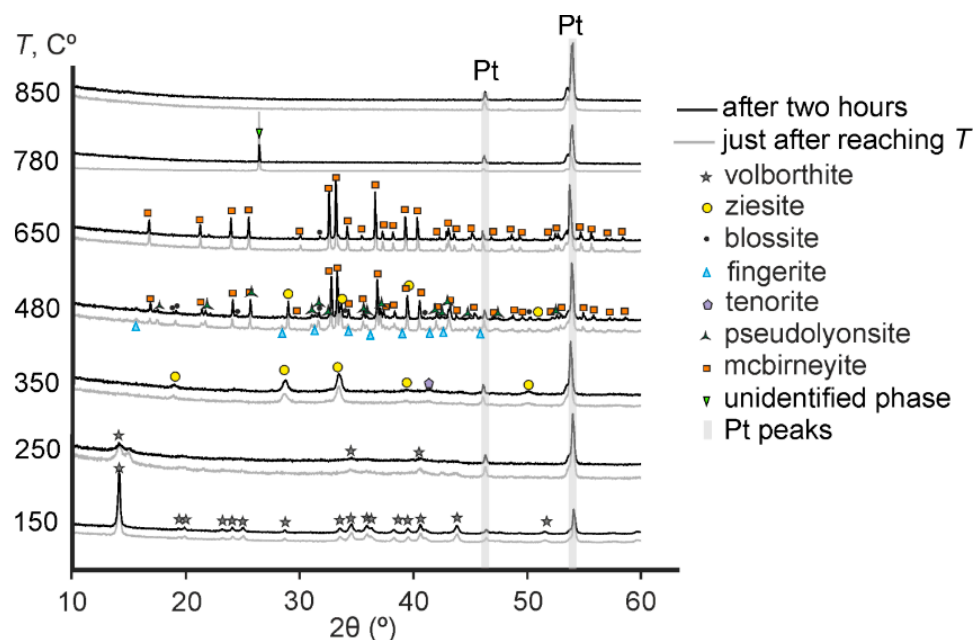 T, Cº
Pt
Pt
850
780
650
480
350
250
150
after two hours
just after reaching T
volborthite
ziesite
blossite
fingerite
tenorite
pseudolyonsite
mcbirneyite
unidentified phase
Pt peaks
10 20 30 40 50 60
2θ (º)